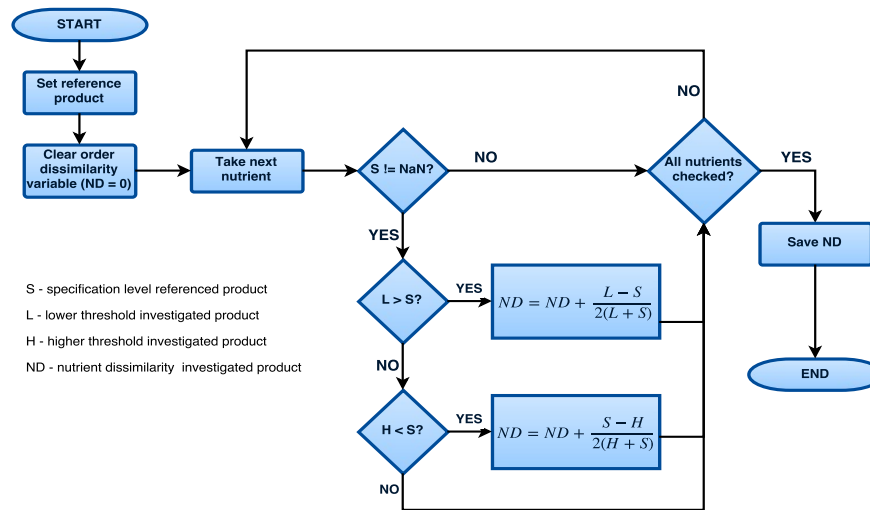 START
Set reference
product
Clear order
dissimilarity
variable (ND = 0)
Take next
nutrient
S != NaN?
NO
YES
L > S?
YES
ND = ND + \frac{L − S}{2(L + S)}
NO
H < S?
YES
ND = ND + \frac{S − H}{2(H + S)}
NO
All nutrients
checked?
NO
YES
Save ND
END
S - specification level referenced product
L - lower threshold investigated product
H - higher threshold investigated product
ND - nutrient dissimilarity investigated product